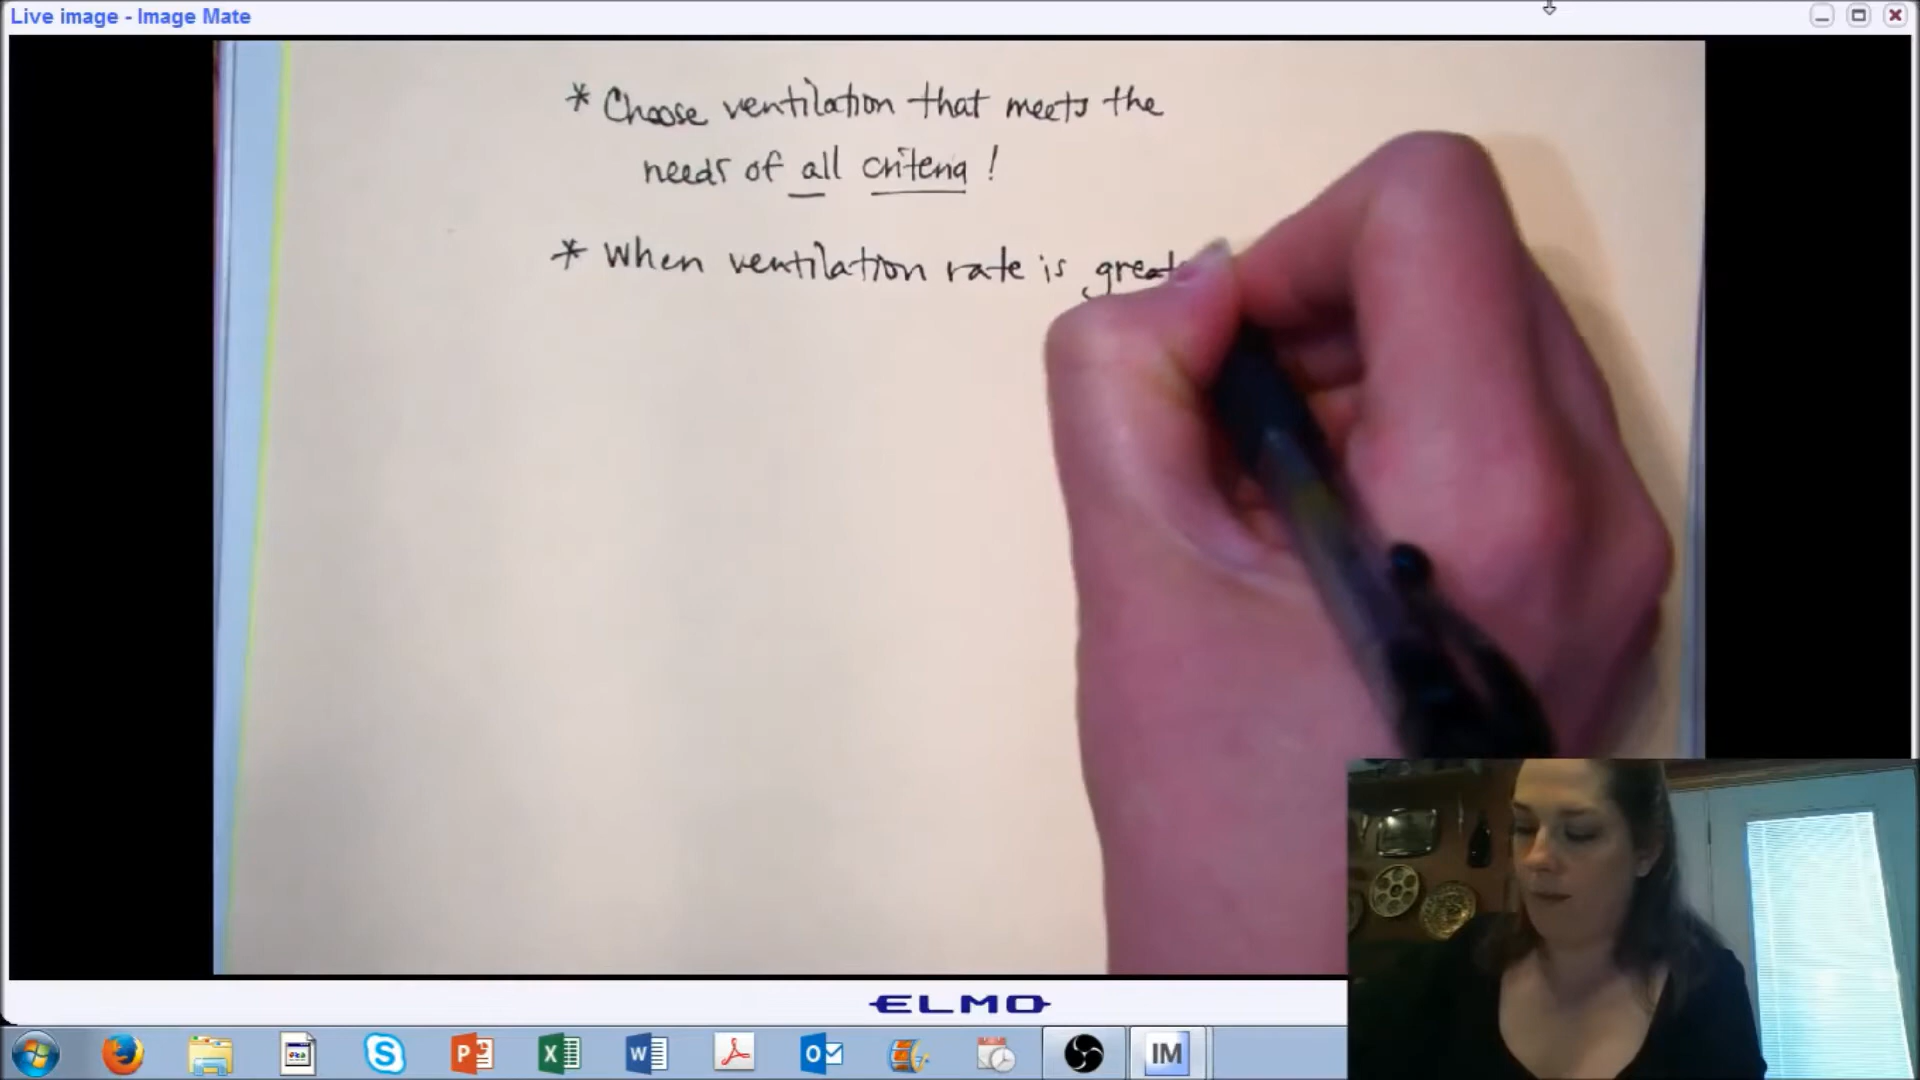 Live image - Image Mate
* Choose ventilation that meets the
needs of all criteria!
* When ventilation rate is great
ELMO
IM